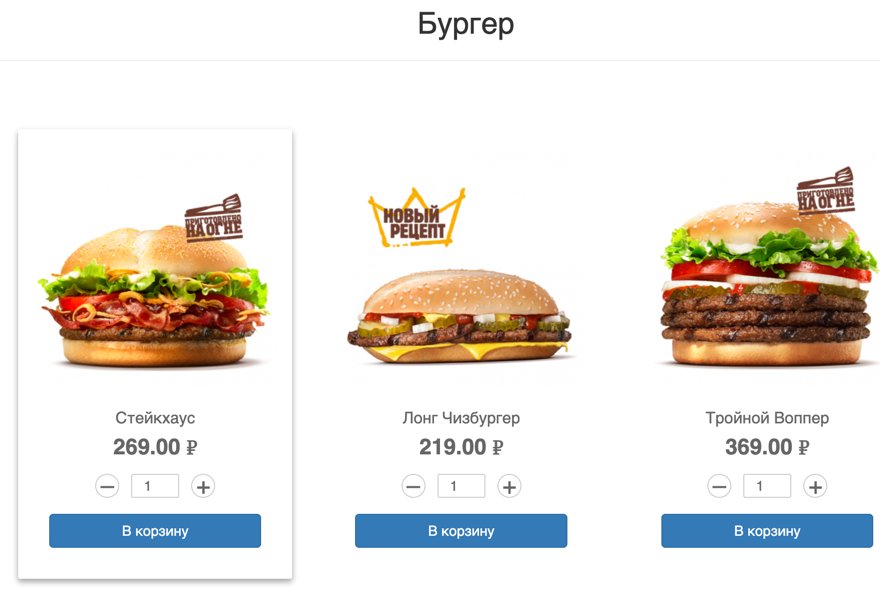 Бургер
ПРИГОТОВЛЕНО
НА ОГНЕ
НОВЫЙ
РЕЦЕПТ
ПРИГОТОВЛЕНО
НА ОГНЕ
Стейкхаус
Лонг Чизбургер
Тройной Воппер
269.00 ₽
219.00 ₽
369.00 ₽
1
1
1
В корзину
В корзину
В корзину